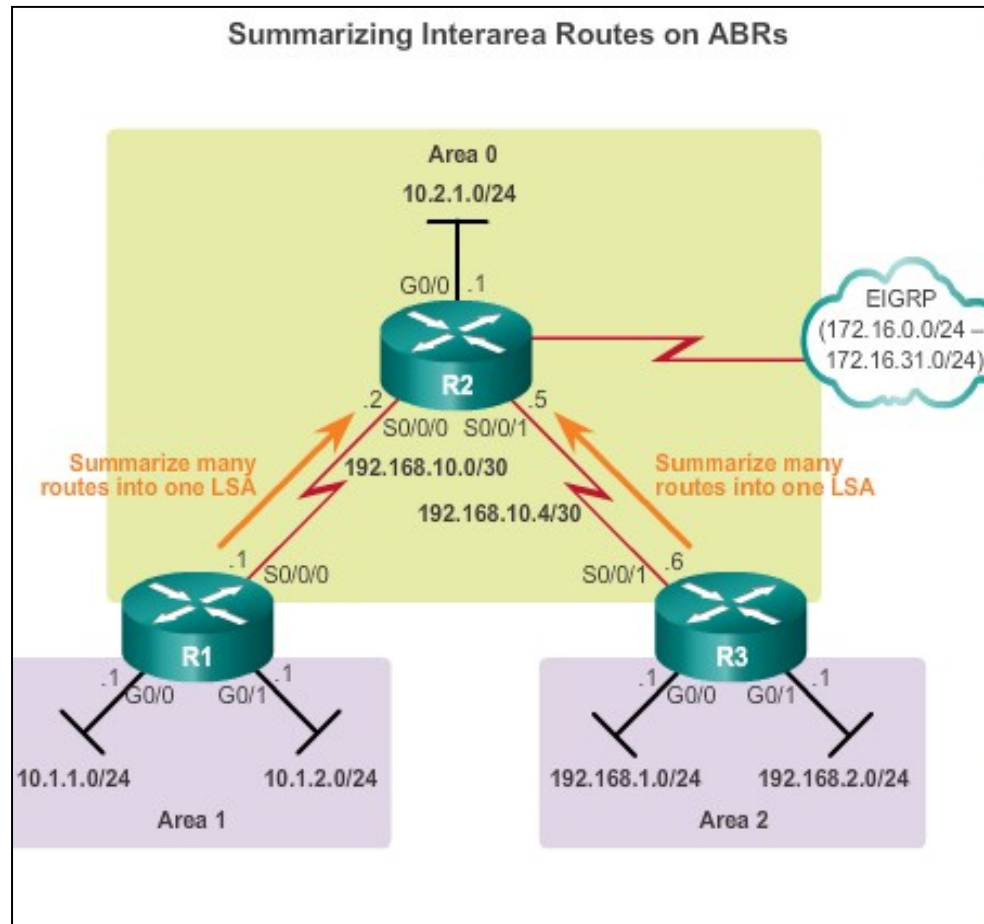 Summarizing Interarea Routes on ABRs
Area 0
10.2.1.0/24
G0/0 .1
EIGRP
(172.16.0.0/24 –
172.16.31.0/24)
R2
.2 .5
S0/0/0 S0/0/1
Summarize many
routes into one LSA
192.168.10.0/30
Summarize many
routes into one LSA
192.168.10.4/30
.1 S0/0/0
S0/0/1 .6
R1
R3
.1 G0/0 G0/1 .1
.1 G0/0 G0/1 .1
10.1.1.0/24 10.1.2.0/24
192.168.1.0/24 192.168.2.0/24
Area 1
Area 2